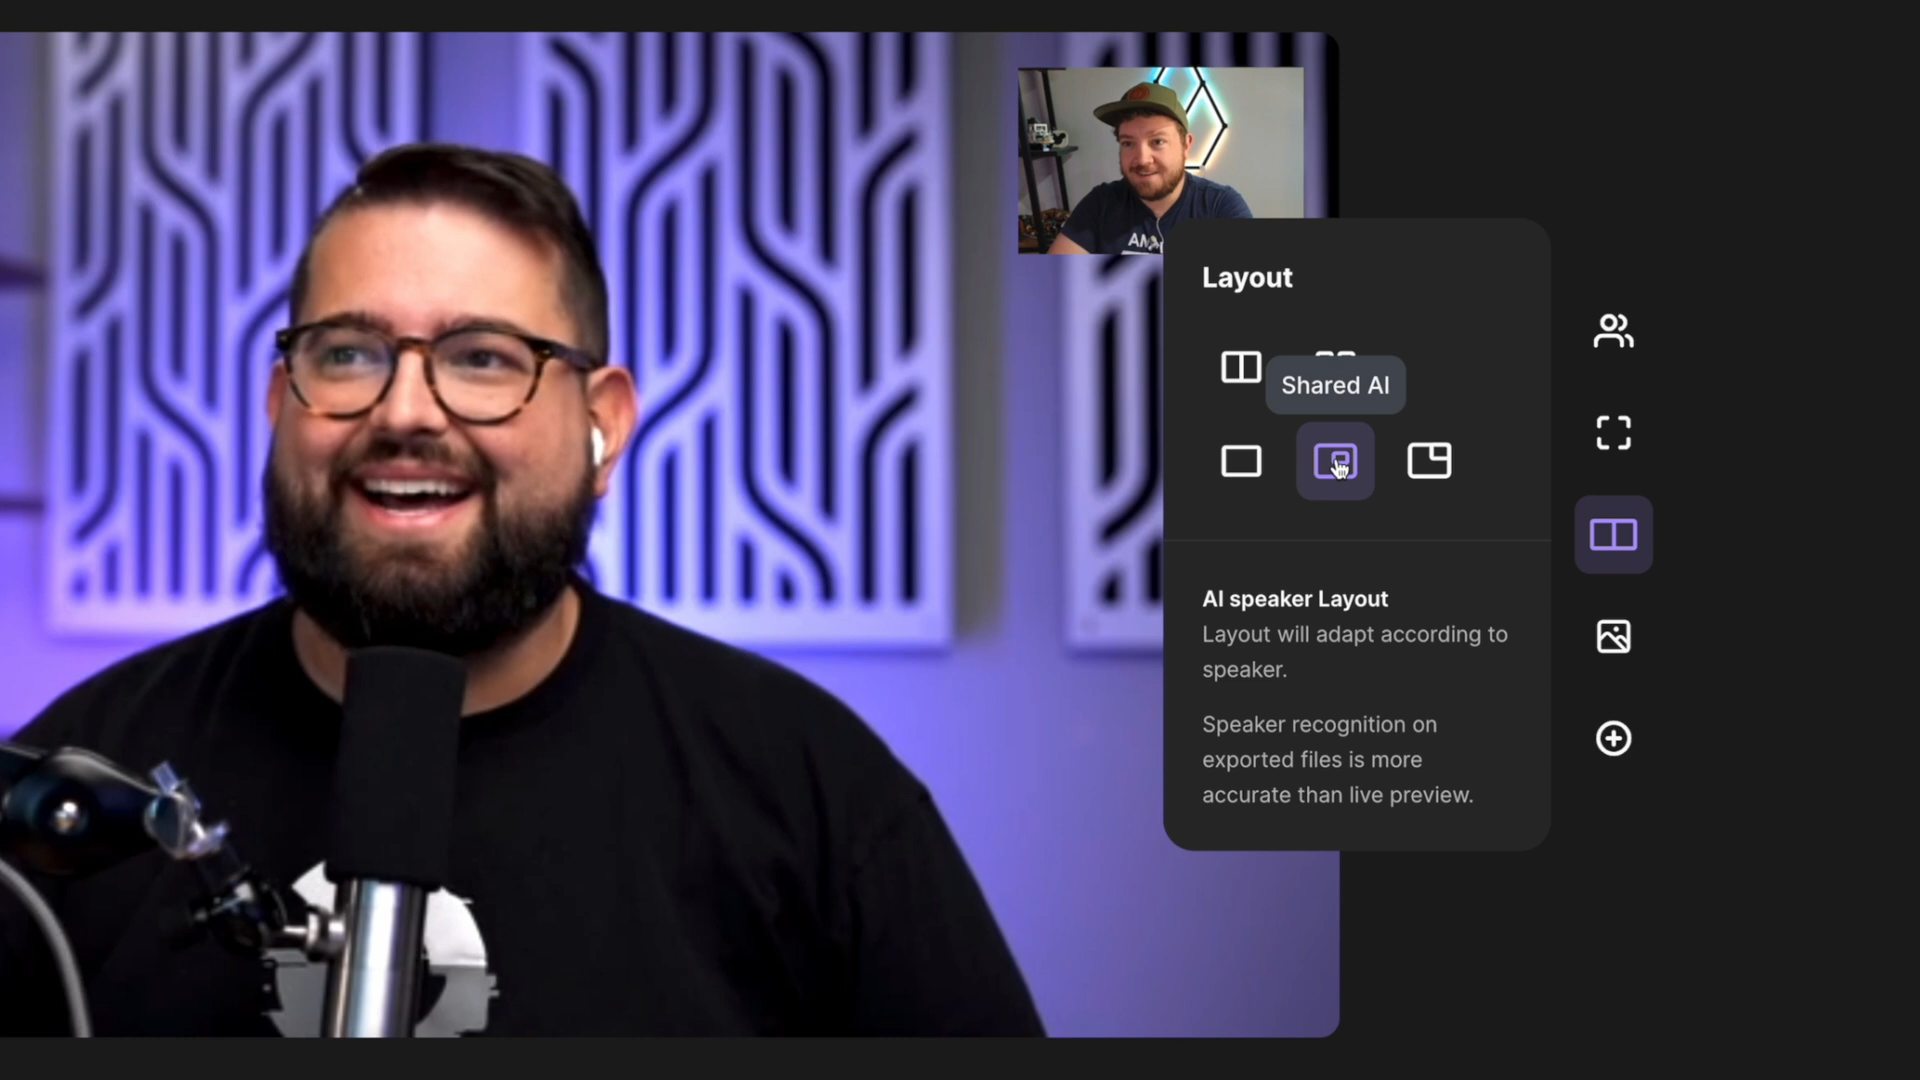 Layout
Shared AI
AI speaker Layout
Layout will adapt according to
speaker.
Speaker recognition on
exported files is more
accurate than live preview.